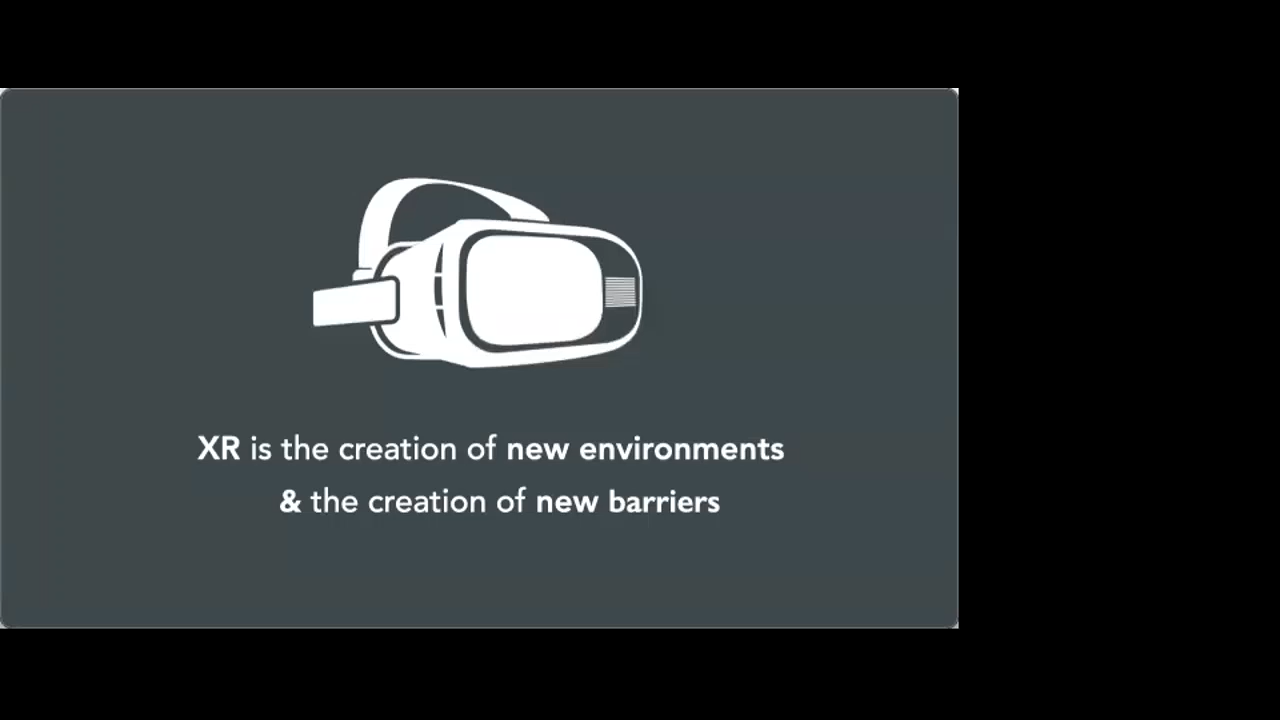 XR is the creation of new environments
& the creation of new barriers